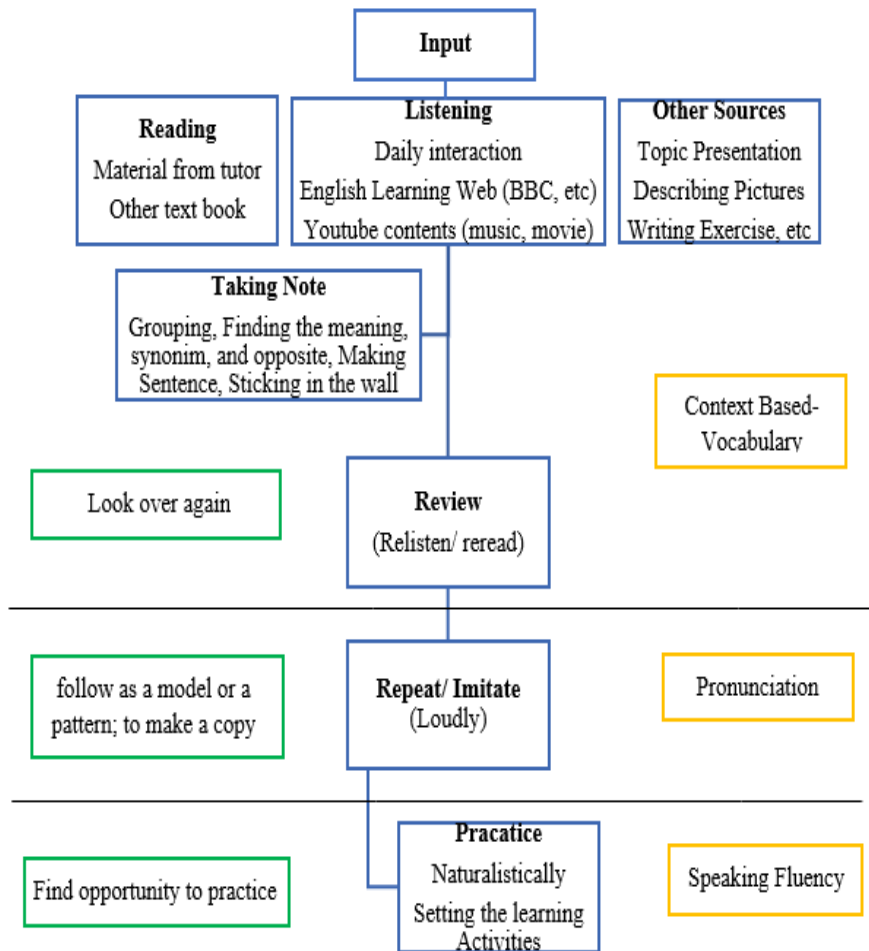 Input
Reading
Material from tutor
Other text book
Listening
Daily interaction
English Learning Web (BBC, etc)
Youtube contents (music, movie)
Other Sources
Topic Presentation
Describing Pictures
Writing Exercise, etc
Taking Note
Grouping, Finding the meaning,
synonim, and opposite, Making
Sentence, Sticking in the wall
Context Based-
Vocabulary
Look over again
Review
(Relisten/ reread)
follow as a model or a
pattern; to make a copy
Repeat/ Imitate
(Loudly)
Pronunciation
Find opportunity to practice
Pracatice
Naturalistically
Setting the learning
Activities
Speaking Fluency